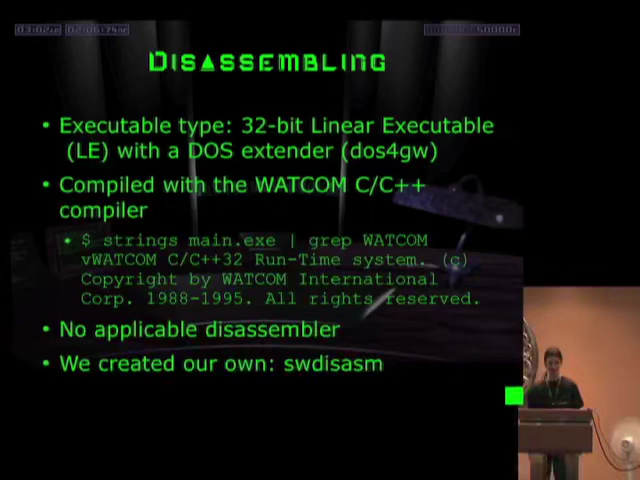 DISASSEMBLING
• Executable type: 32-bit Linear Executable
(LE) with a DOS extender (dos4gw)
• Compiled with the WATCOM C/C++
compiler
• $ strings main.exe | grep WATCOM
vWATCOM C/C++32 Run-Time system. (c)
Copyright by WATCOM International
Corp. 1988-1995. All rights reserved.
• No applicable disassembler
• We created our own: swdisasm